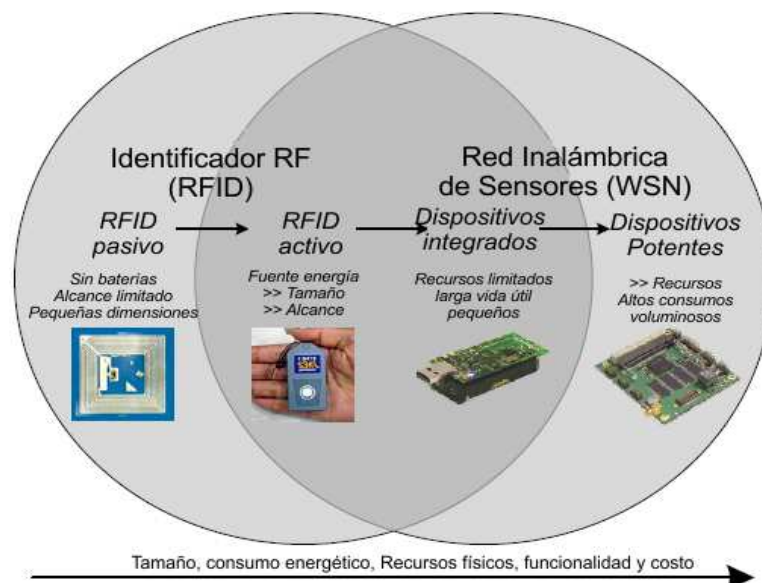 Identificador RF
(RFID)
Red Inalámbrica
de Sensores (WSN)
RFID
pasivo
RFID
activo
Dispositivos
integrados
Dispositivos
Potentes
Sin baterías
Alcance limitado
Pequeñas dimensiones
Fuente energía
>> Tamaño
>> Alcance
Recursos limitados
larga vida útil
pequeños
>> Recursos
Altos consumos
voluminosos
Tamaño, consumo energético, Recursos físicos, funcionalidad y costo